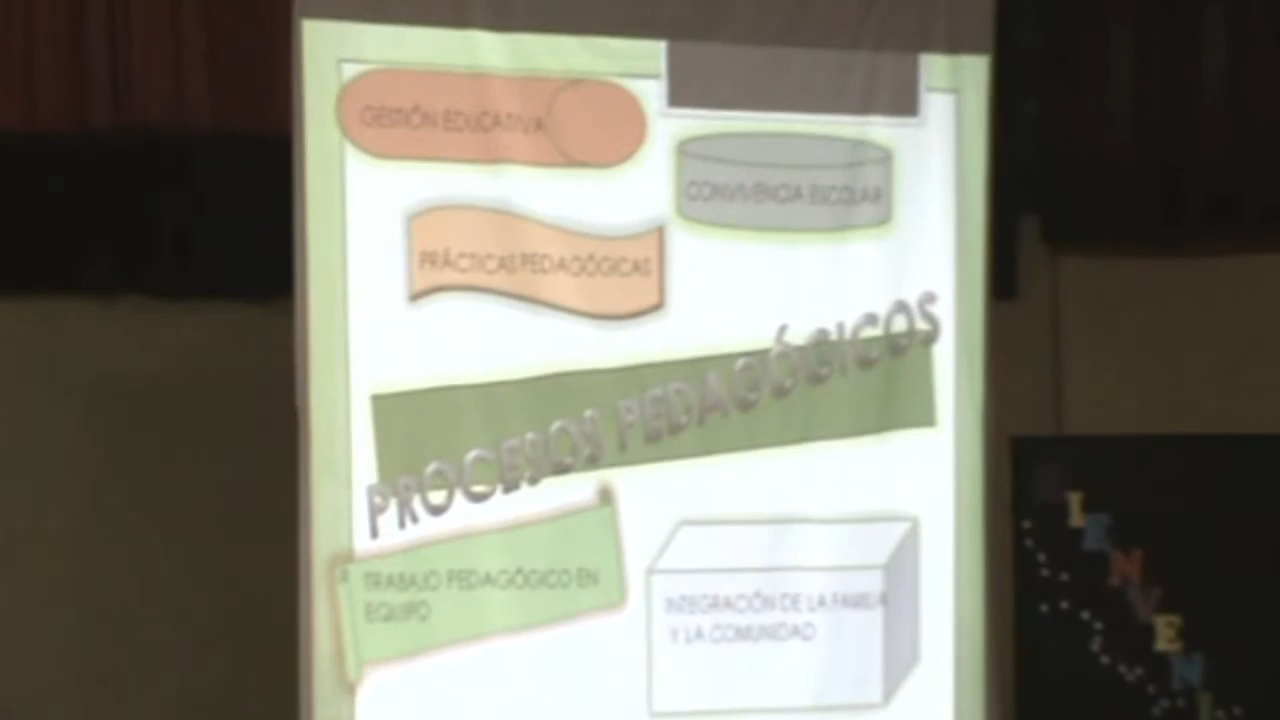 GESTIÓN EDUCATIVA
CONVIVENCIA ESCOLAR
PRÁCTICAS PEDAGÓGICAS
PROCESOS PEDAGÓGICOS
TRABAJO PEDAGÓGICO EN
EQUIPO
INTEGRACIÓN DE LA FAMILIA
Y LA COMUNIDAD